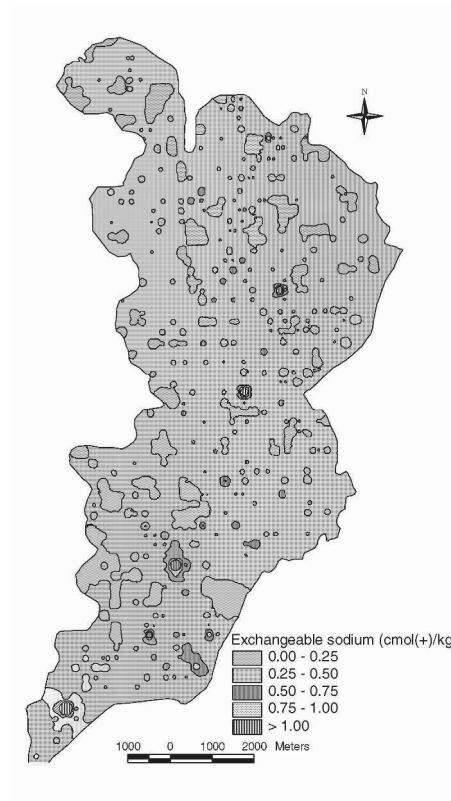 N
Exchangeable sodium (cmol(+)/kg
0.00 - 0.25
0.25 - 0.50
0.50 - 0.75
0.75 - 1.00
> 1.00
1000 0 1000 2000 Meters